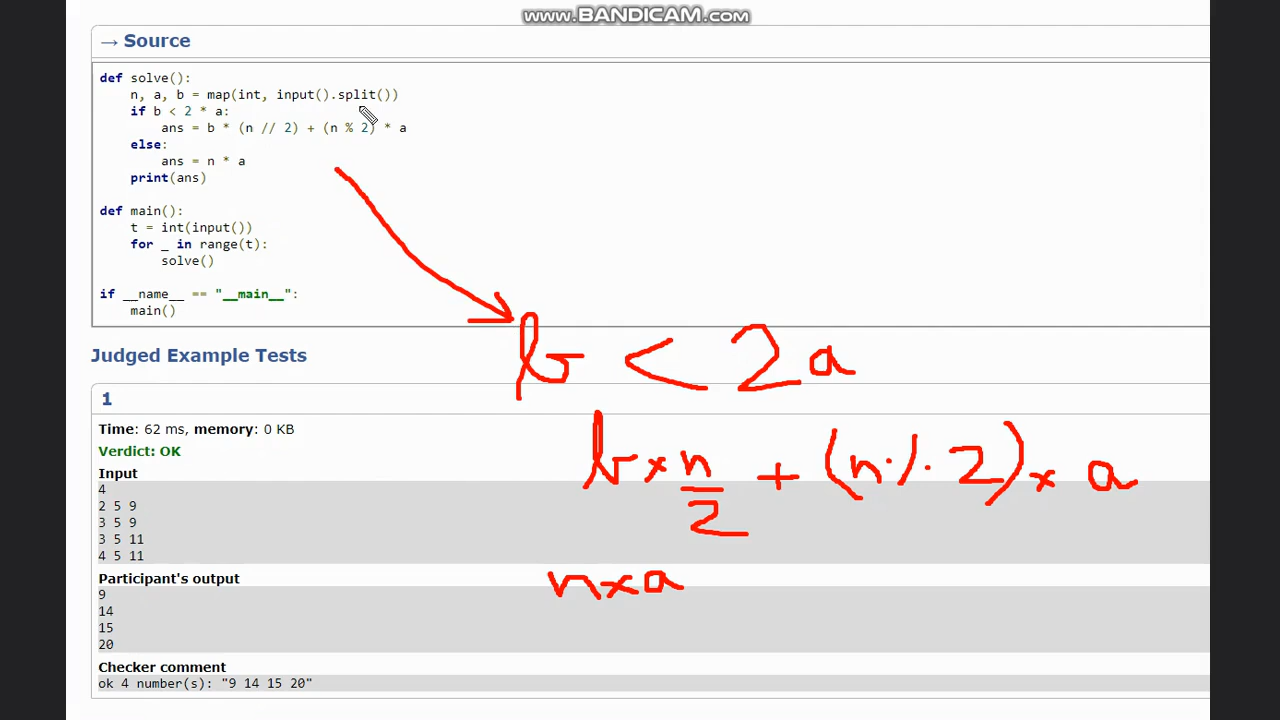 www.BANDICAM.com
→ Source
def solve():
    n, a, b = map(int, input().split())
    if b < 2 * a:
        ans = b * (n // 2) + (n % 2) * a
    else:
        ans = n * a
    print(ans)
def main():
    t = int(input())
    for _ in range(t):
        solve()
if __name__ == "__main__":
    main()
b < 2a
Judged Example Tests
1
b × n/2 + (n % 2) × a
Time: 62 ms, memory: 0 KB
Verdict: OK
Input
4
2 5 9
3 5 9
3 5 11
4 5 11
n × a
Participant's output
9
14
15
20
Checker comment
ok 4 number(s): "9 14 15 20"